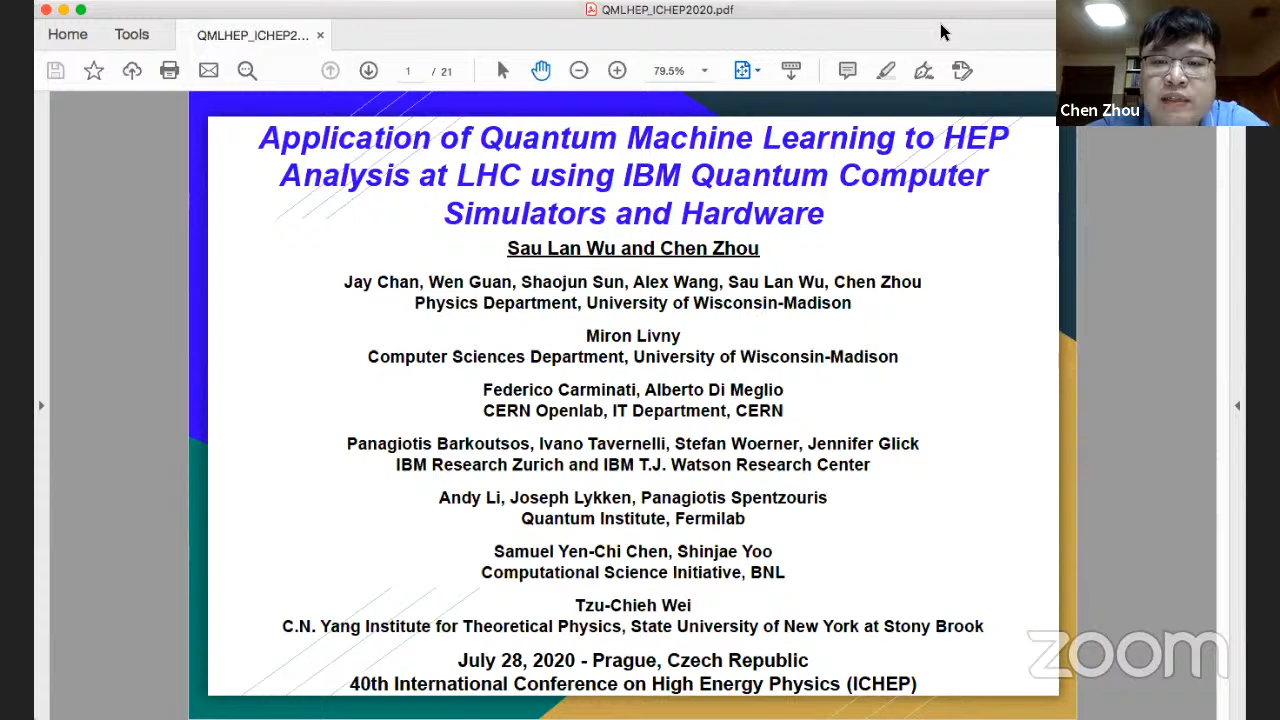 QMLHEP_ICHEP2020.pdf
Home
Tools
QMLHEP_ICHEP2... ×
1 / 21
79.5%
Chen Zhou
Application of Quantum Machine Learning to HEP
Analysis at LHC using IBM Quantum Computer
Simulators and Hardware
Sau Lan Wu and Chen Zhou
Jay Chan, Wen Guan, Shaojun Sun, Alex Wang, Sau Lan Wu, Chen Zhou
Physics Department, University of Wisconsin-Madison
Miron Livny
Computer Sciences Department, University of Wisconsin-Madison
Federico Carminati, Alberto Di Meglio
CERN Openlab, IT Department, CERN
Panagiotis Barkoutsos, Ivano Tavernelli, Stefan Woerner, Jennifer Glick
IBM Research Zurich and IBM T.J. Watson Research Center
Andy Li, Joseph Lykken, Panagiotis Spentzouris
Quantum Institute, Fermilab
Samuel Yen-Chi Chen, Shinjae Yoo
Computational Science Initiative, BNL
Tzu-Chieh Wei
C.N. Yang Institute for Theoretical Physics, State University of New York at Stony Brook
July 28, 2020 - Prague, Czech Republic
40th International Conference on High Energy Physics (ICHEP)
zoom